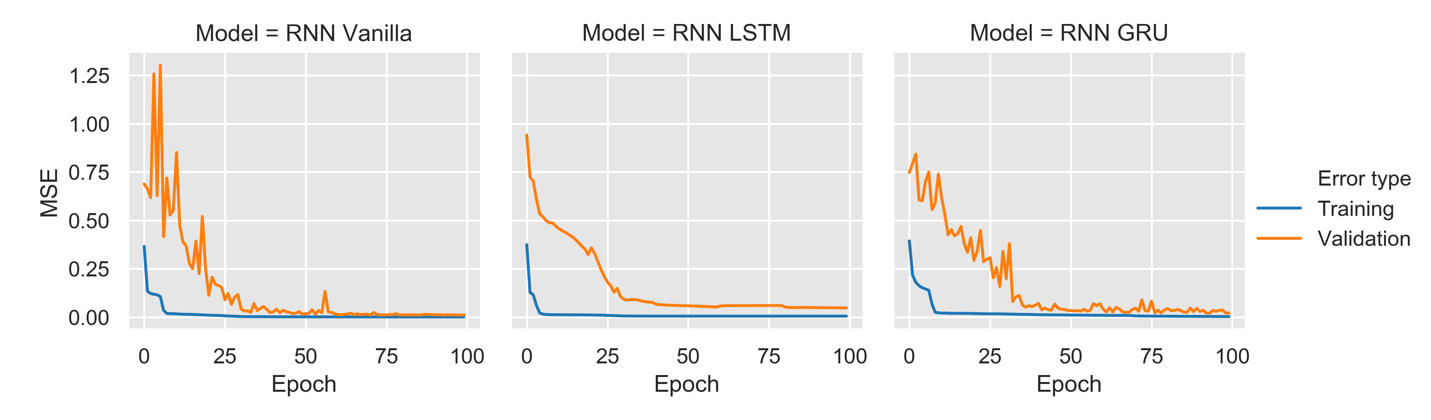 Model = RNN Vanilla
Model = RNN LSTM
Model = RNN GRU
MSE
1.25
1.00
0.75
0.50
0.25
0.00
0 25 50 75 100
0 25 50 75 100
0 25 50 75 100
Epoch
Epoch
Epoch
Error type
Training
Validation